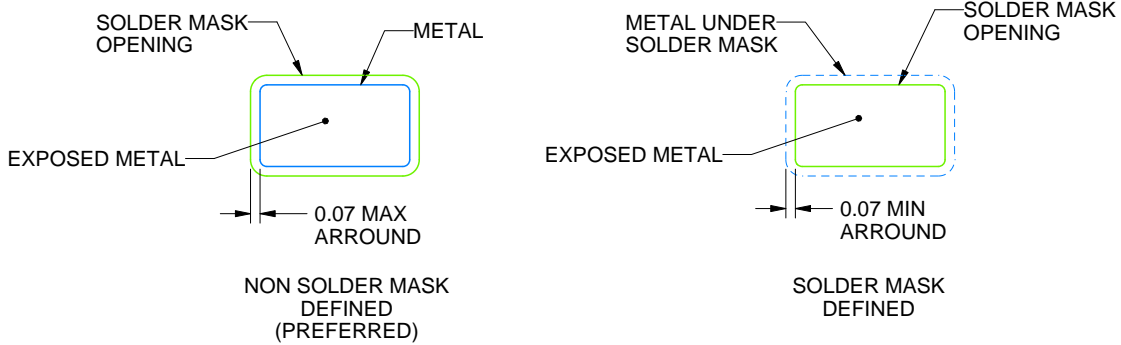 SOLDER MASK
OPENING
METAL
EXPOSED METAL
0.07 MAX
ARROUND
NON SOLDER MASK
DEFINED
(PREFERRED)
METAL UNDER
SOLDER MASK
SOLDER MASK
OPENING
EXPOSED METAL
0.07 MIN
ARROUND
SOLDER MASK
DEFINED